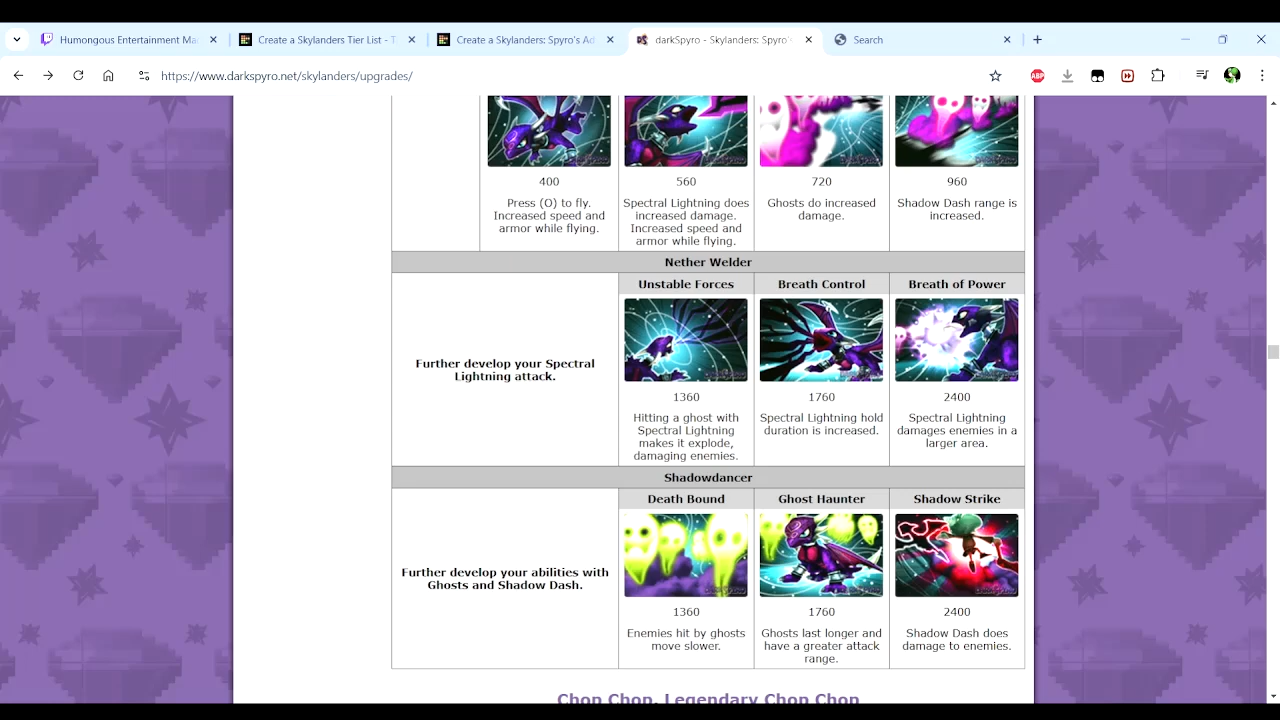 Humongous Entertainment Ma
Create a Skylanders Tier List - T
Create a Skylanders: Spyro's Ad
darkSpyro - Skylanders: Spyro'
Search
https://www.darkspyro.net/skylanders/upgrades/
ABP
400
560
720
960
Press (O) to fly.
Increased speed and
armor while flying.
Spectral Lightning does
increased damage.
Increased speed and
armor while flying.
Ghosts do increased
damage.
Shadow Dash range is
increased.
Nether Welder
Unstable Forces
Breath Control
Breath of Power
Further develop your Spectral
Lightning attack.
1360
1760
2400
Hitting a ghost with
Spectral Lightning
makes it explode,
damaging enemies.
Spectral Lightning hold
duration is increased.
Spectral Lightning
damages enemies in a
larger area.
Shadowdancer
Death Bound
Ghost Haunter
Shadow Strike
Further develop your abilities with
Ghosts and Shadow Dash.
1360
1760
2400
Enemies hit by ghosts
move slower.
Ghosts last longer and
have a greater attack
range.
Shadow Dash does
damage to enemies.
Chop Chop, Legendary Chop Chop